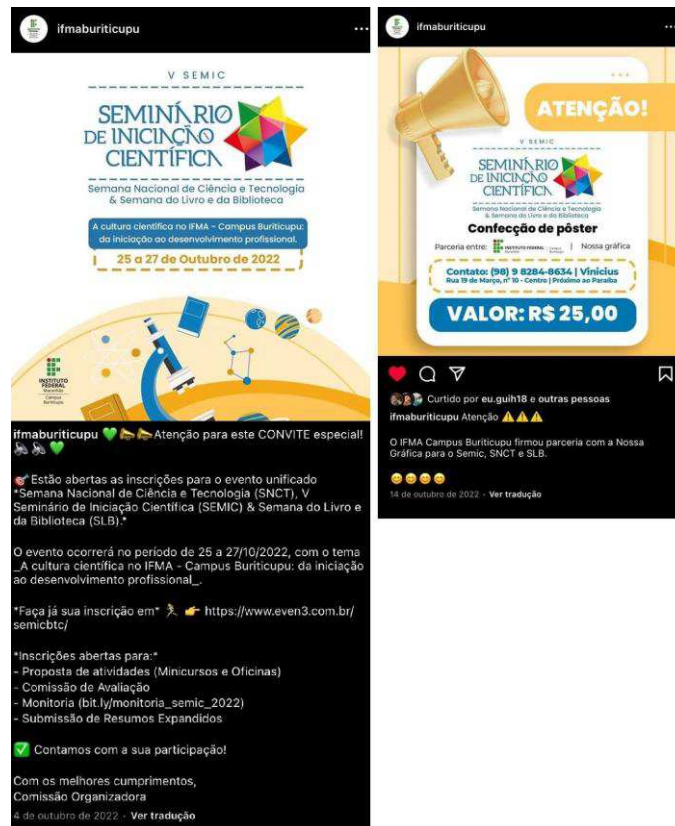 ifmaburiticupu
V SEMIC
SEMINÁRIO
DE INICIAÇÃO
CIENTÍFICA
Semana Nacional de Ciência e Tecnologia
& Semana do Livro e da Biblioteca
A cultura científica no IFMA - Campus Buriticupu:
da iniciação ao desenvolvimento profissional.
25 a 27 de Outubro de 2022
INSTITUTO
FEDERAL
Maranhão
Campus
Buriticupu
ifmaburiticupu 💚📣📣Atenção para este CONVITE especial!
🔊🔊💚
🎯Estão abertas as inscrições para o evento unificado
*Semana Nacional de Ciência e Tecnologia (SNCT), V
Seminário de Iniciação Científica (SEMIC) & Semana do Livro e
da Biblioteca (SLB).*
O evento ocorrerá no período de 25 a 27/10/2022, com o tema
_A cultura científica no IFMA - Campus Buriticupu: da iniciação
ao desenvolvimento profissional_.
*Faça já sua inscrição em* 🏃 👉 https://www.even3.com.br/
semicbtc/
*Inscrições abertas para:*
- Proposta de atividades (Minicursos e Oficinas)
- Comissão de Avaliação
- Monitoria (bit.ly/monitoria_semic_2022)
- Submissão de Resumos Expandidos
✅ Contamos com a sua participação!
Com os melhores cumprimentos,
Comissão Organizadora
4 de outubro de 2022 · Ver tradução
ifmaburiticupu
ATENÇÃO!
V SEMIC
SEMINÁRIO
DE INICIAÇÃO
CIENTÍFICA
Semana Nacional de Ciência e Tecnologia
& Semana do Livro e da Biblioteca
Confecção de pôster
Parceria entre: INSTITUTO FEDERAL | Nossa gráfica
Contato: (98) 9 8284-8634 | Vinicius
Rua 19 de Março, nº 10 - Centro | Próximo ao Paraíba
VALOR: R$ 25,00
Curtido por eu.guih18 e outras pessoas
ifmaburiticupu Atenção ⚠️⚠️⚠️
O IFMA Campus Buriticupu firmou parceria com a Nossa
Gráfica para o Semic, SNCT e SLB.
😊😊😊😊
14 de outubro de 2022 · Ver tradução